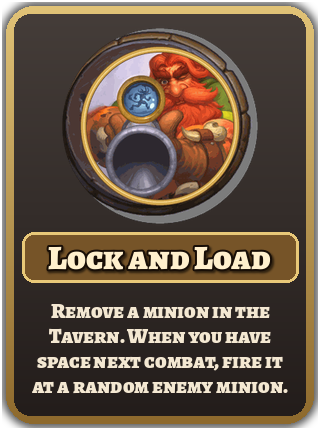 Lock and Load
Remove a minion in the
Tavern. When you have
space next combat, fire it
at a random enemy minion.